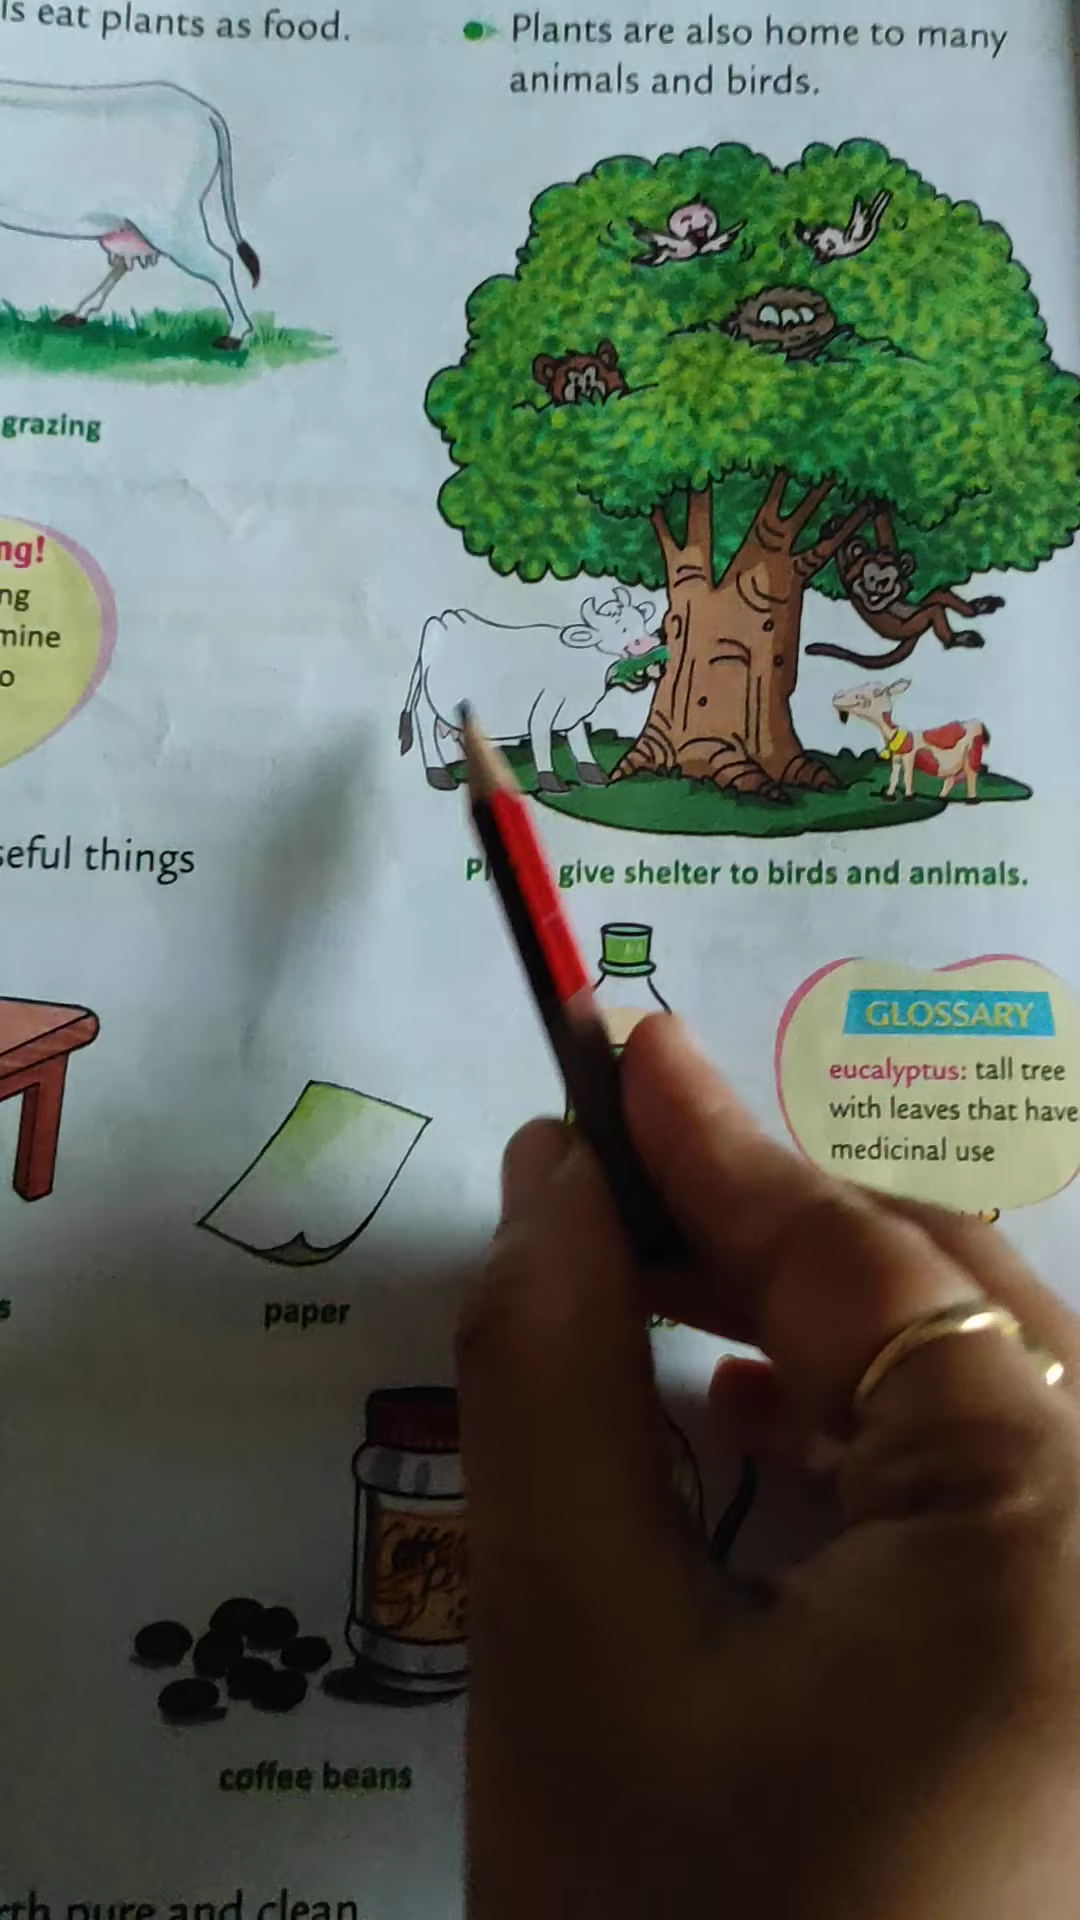 ls eat plants as food.
grazing
ng!
ng
mine
o
seful things
paper
coffee beans
rth pure and clean
Plants are also home to many
animals and birds.
give shelter to birds and animals.
GLOSSARY
eucalyptus: tall tree
with leaves that have
medicinal use